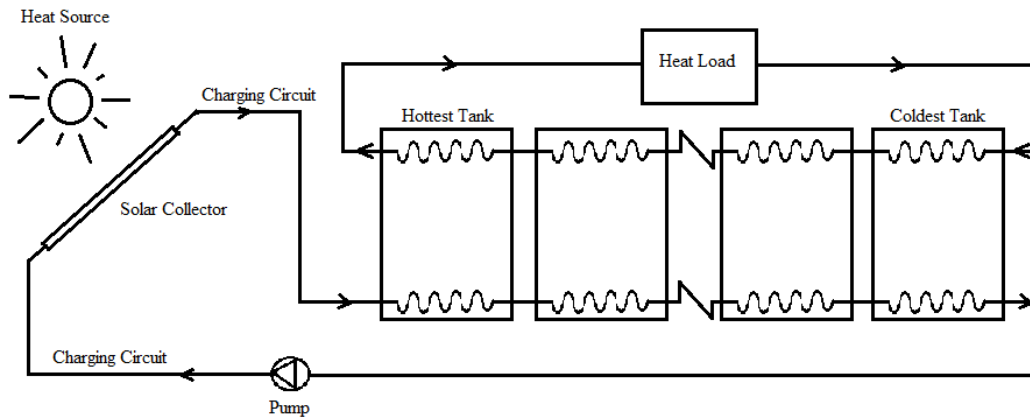 Heat Source
Heat Load
Charging Circuit
Hottest Tank
Coldest Tank
Solar Collector
Charging Circuit
Pump